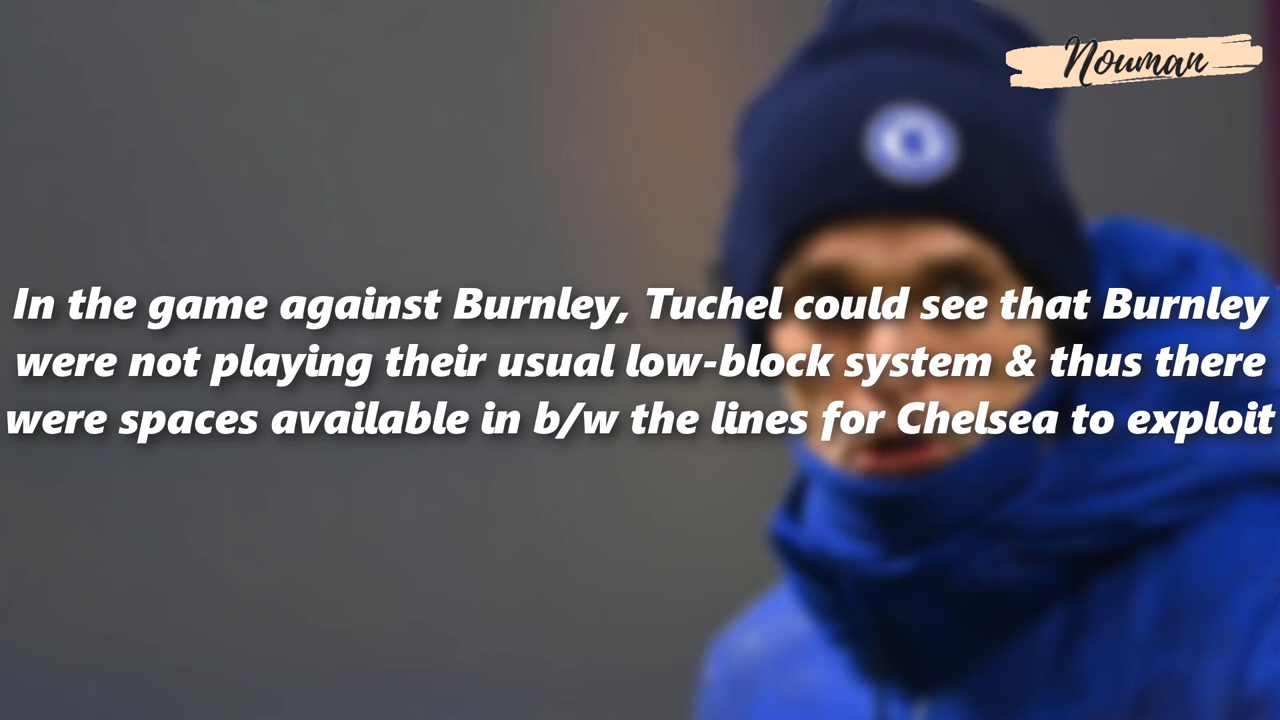 Nouman
In the game against Burnley, Tuchel could see that Burnley
were not playing their usual low-block system & thus there
were spaces available in b/w the lines for Chelsea to exploit